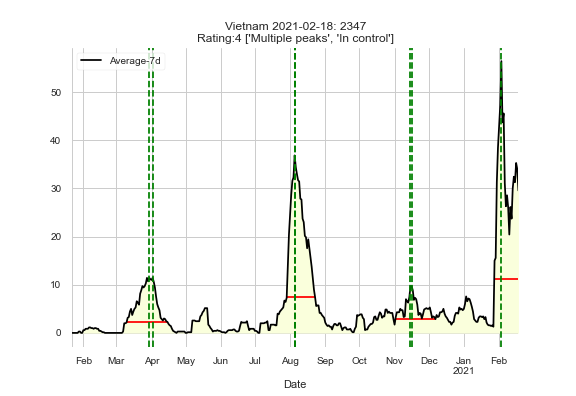 Vietnam 2021-02-18: 2347
Rating:4 ['Multiple peaks', 'In control']
Average-7d
50
40
30
20
10
0
Feb Mar Apr May Jun Jul Aug Sep Oct Nov Dec Jan Feb
2021
Date